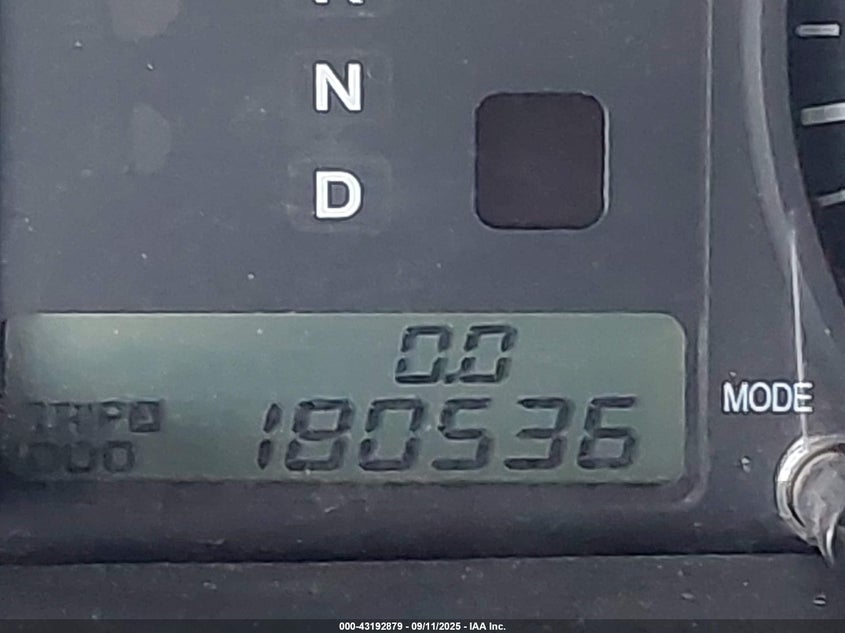 N
D
0.0
TRIP A
ODO 180536
MODE
000-43192879 - 09/11/2025 - IAA Inc.